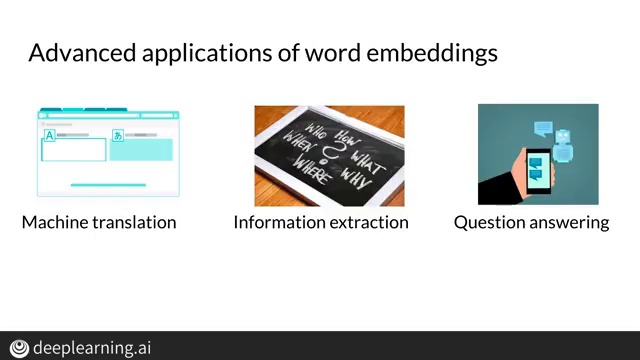 Advanced applications of word embeddings
A
あ
WHO HOW
WHEN ? WHAT
WHERE WHY
Machine translation
Information extraction
Question answering
deeplearning.ai